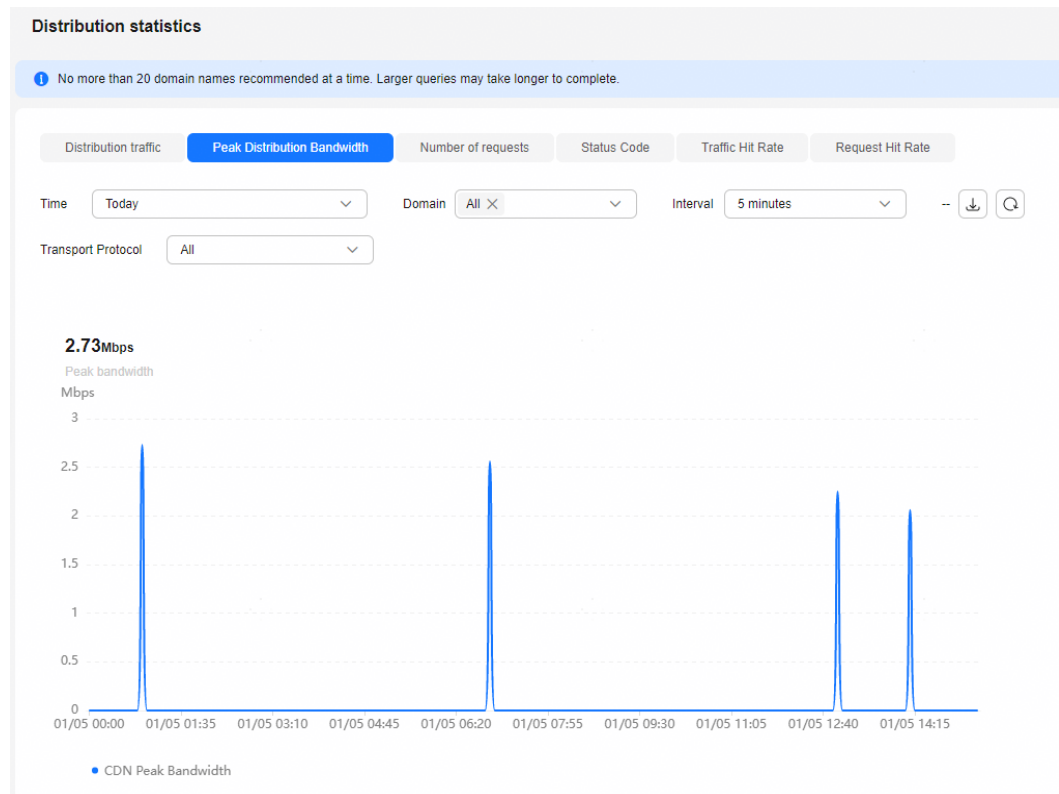 Distribution statistics
No more than 20 domain names recommended at a time. Larger queries may take longer to complete.
Distribution traffic Peak Distribution Bandwidth Number of requests Status Code Traffic Hit Rate Request Hit Rate
Time Today Domain All Interval 5 minutes --
Transport Protocol All
2.73Mbps
Peak bandwidth
Mbps
3
2.5
2
1.5
1
0.5
0
01/05 00:00 01/05 01:35 01/05 03:10 01/05 04:45 01/05 06:20 01/05 07:55 01/05 09:30 01/05 11:05 01/05 12:40 01/05 14:15
CDN Peak Bandwidth